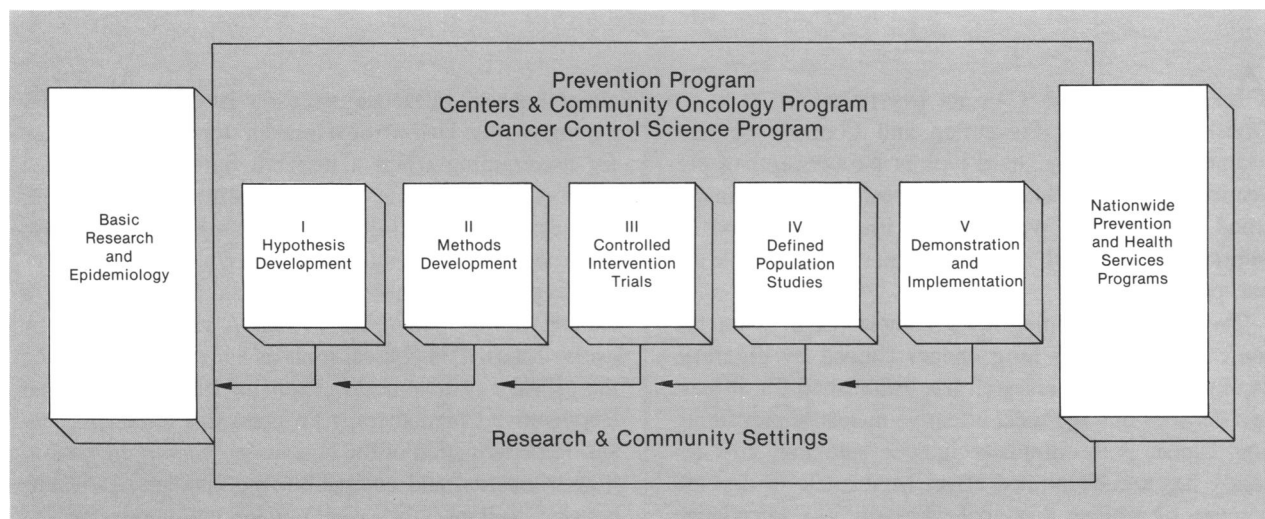 Prevention Program
Centers & Community Oncology Program
Cancer Control Science Program
Basic
Research
and
Epidemiology
I
Hypothesis
Development
II
Methods
Development
III
Controlled
Intervention
Trials
IV
Defined
Population
Studies
V
Demonstration
and
Implementation
Nationwide
Prevention
and Health
Services
Programs
Research & Community Settings